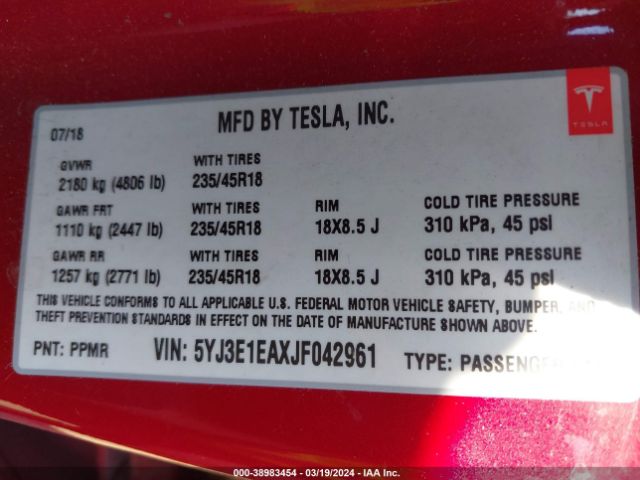 07/18
MFD BY TESLA, INC.
TESLA
GVWR WITH TIRES
2180 kg (4806 lb) 235/45R18
GAWR FRT WITH TIRES RIM COLD TIRE PRESSURE
1110 kg (2447 lb) 235/45R18 18X8.5 J 310 kPa, 45 psi
GAWR RR WITH TIRES RIM COLD TIRE PRESSURE
1257 kg (2771 lb) 235/45R18 18X8.5 J 310 kPa, 45 psi
THIS VEHICLE CONFORMS TO ALL APPLICABLE U.S. FEDERAL MOTOR VEHICLE SAFETY, BUMPER, AND
THEFT PREVENTION STANDARDS IN EFFECT ON THE DATE OF MANUFACTURE SHOWN ABOVE.
PNT: PPMR VIN: 5YJ3E1EAXJF042961 TYPE: PASSENGER
000-38983454 - 03/19/2024 - IAA Inc.